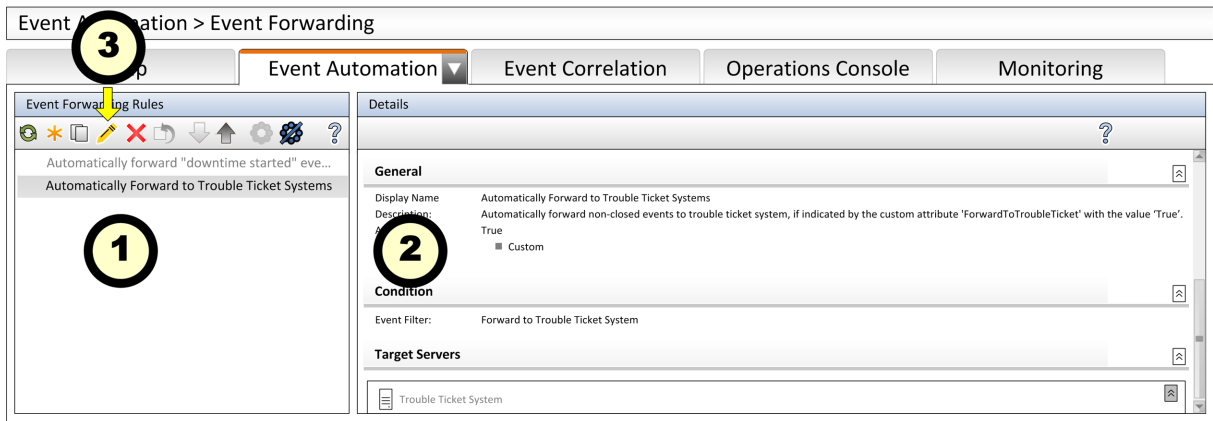 Event A ation > Event Forwarding
3
p
Event Automation
Event Correlation
Operations Console
Monitoring
Event Forwarding Rules
?
Automatically forward "downtime started" eve...
Automatically Forward to Trouble Ticket Systems
1
Details
?
General
Display Name Automatically Forward to Trouble Ticket Systems
Description: Automatically forward non-closed events to trouble ticket system, if indicated by the custom attribute 'ForwardToTroubleTicket' with the value ‘True’.
True
Custom
2
Condition
Event Filter: Forward to Trouble Ticket System
Target Servers
Trouble Ticket System